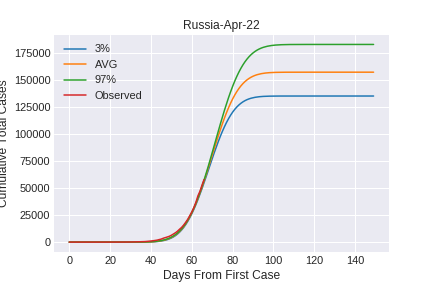 Russia-Apr-22
3%
AVG
97%
Observed
175000
150000
125000
100000
75000
50000
25000
0
Cumulative Total Cases
0 20 40 60 80 100 120 140
Days From First Case